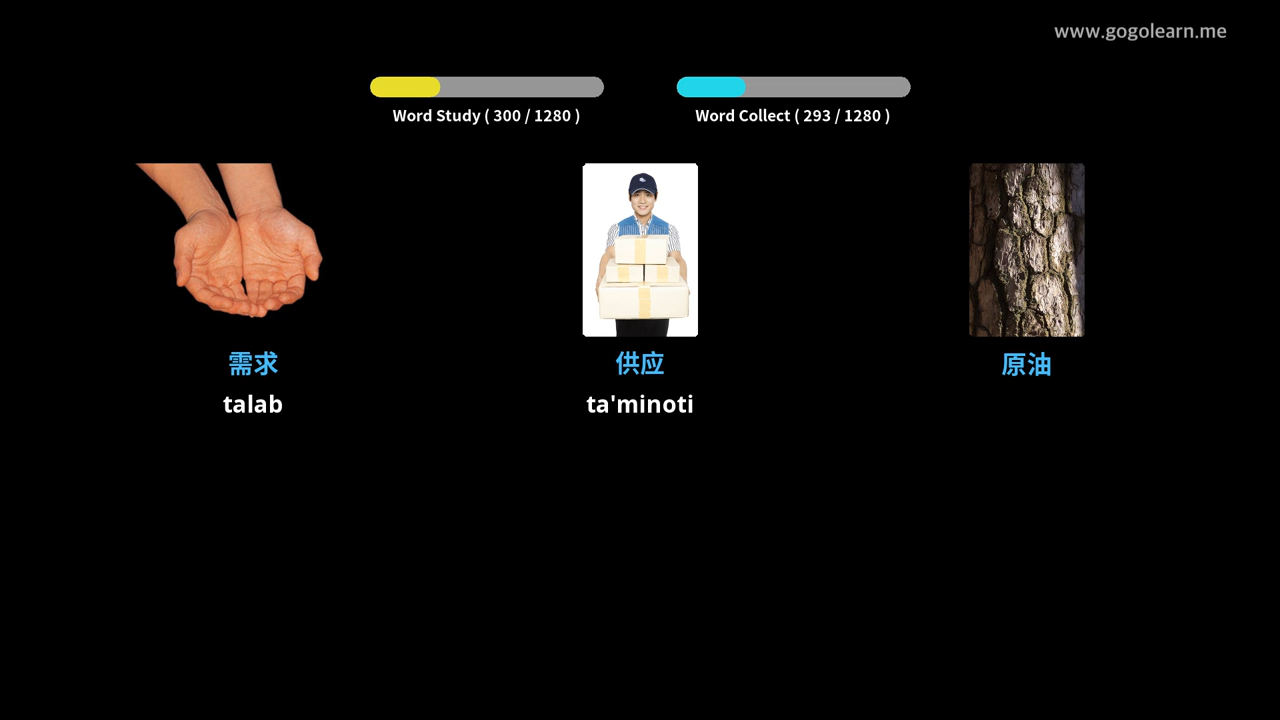 www.gogolearn.me
Word Study ( 300 / 1280 )
Word Collect ( 293 / 1280 )
需求
供应
原油
talab
ta'minoti